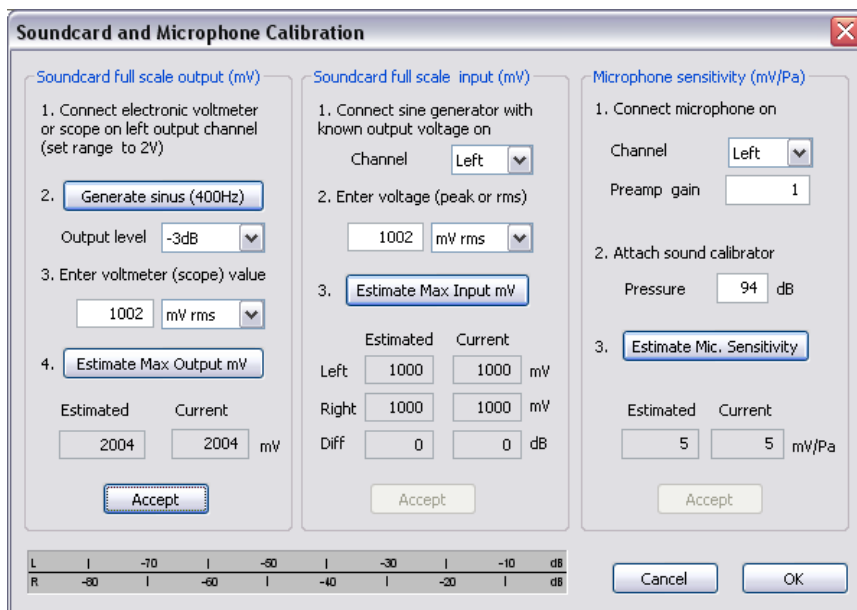 Soundcard and Microphone Calibration
Soundcard full scale output (mV)
1. Connect electronic voltmeter
or scope on left output channel
(set range to 2V)
2. Generate sinus (400Hz)
Output level -3dB
3. Enter voltmeter (scope) value
1002 mV rms
4. Estimate Max Output mV
Estimated Current
2004 2004 mV
Accept
Soundcard full scale input (mV)
1. Connect sine generator with
known output voltage on
Channel Left
2. Enter voltage (peak or rms)
1002 mV rms
3. Estimate Max Input mV
Estimated Current
Left 1000 1000 mV
Right 1000 1000 mV
Diff 0 0 dB
Accept
Microphone sensitivity (mV/Pa)
1. Connect microphone on
Channel Left
Preamp gain 1
2. Attach sound calibrator
Pressure 94 dB
3. Estimate Mic. Sensitivity
Estimated Current
5 5 mV/Pa
Accept
L -70 -50 -30 -10 dB
R -80 -60 -40 -20 dB
Cancel OK